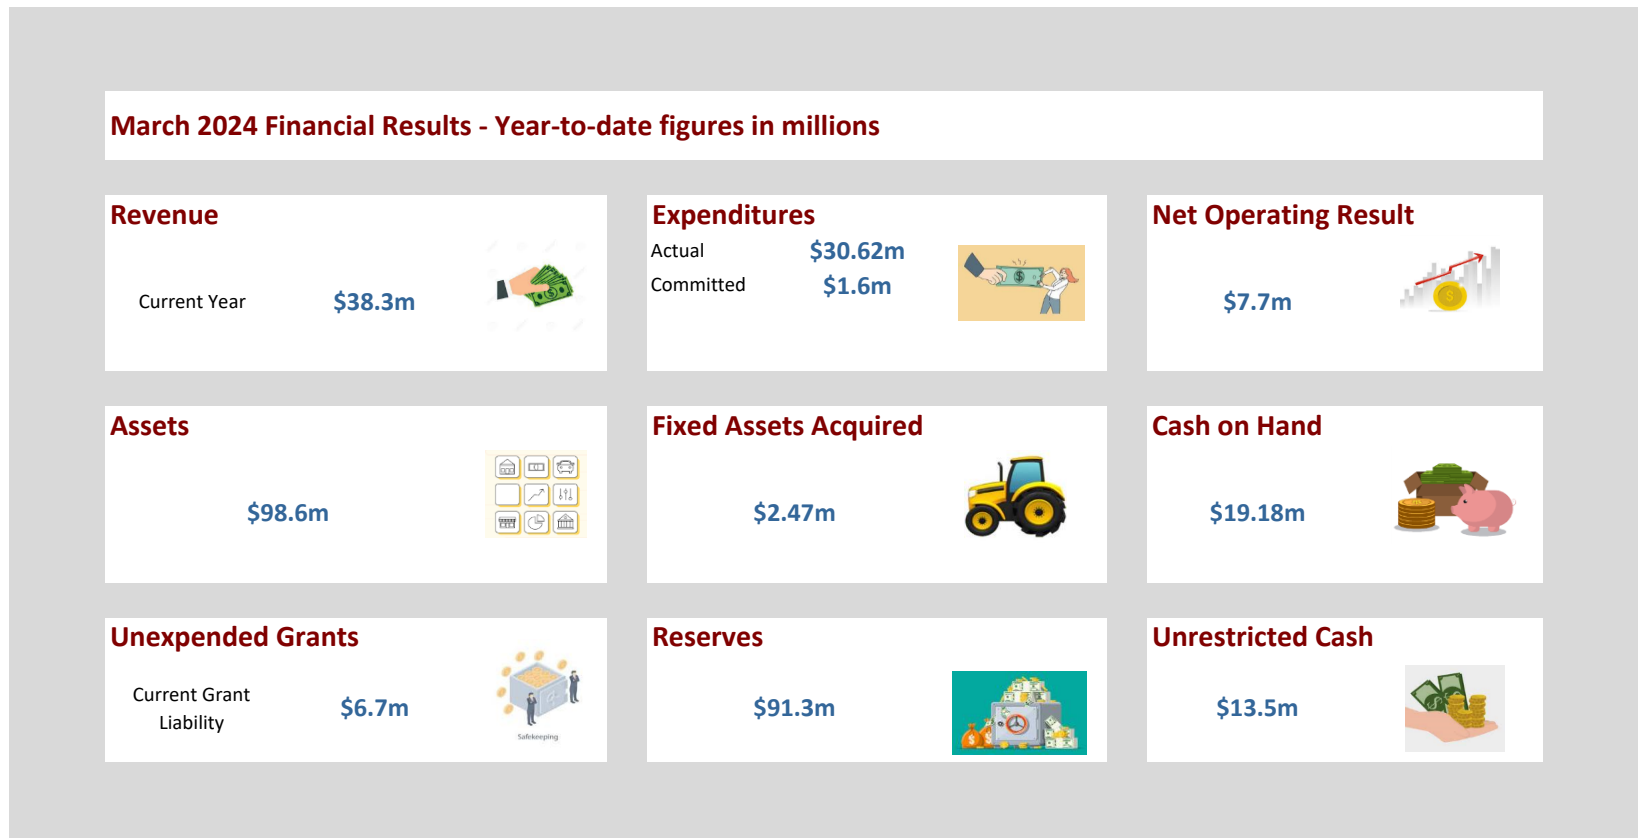 March 2024 Financial Results - Year-to-date figures in millions
Revenue
Current Year $38.3m
Expenditures
Actual $30.62m
Committed $1.6m
Net Operating Result
$7.7m
Assets
$98.6m
Fixed Assets Acquired
$2.47m
Cash on Hand
$19.18m
Unexpended Grants
Current Grant
Liability
$6.7m
Safekeeping
Reserves
$91.3m
Unrestricted Cash
$13.5m